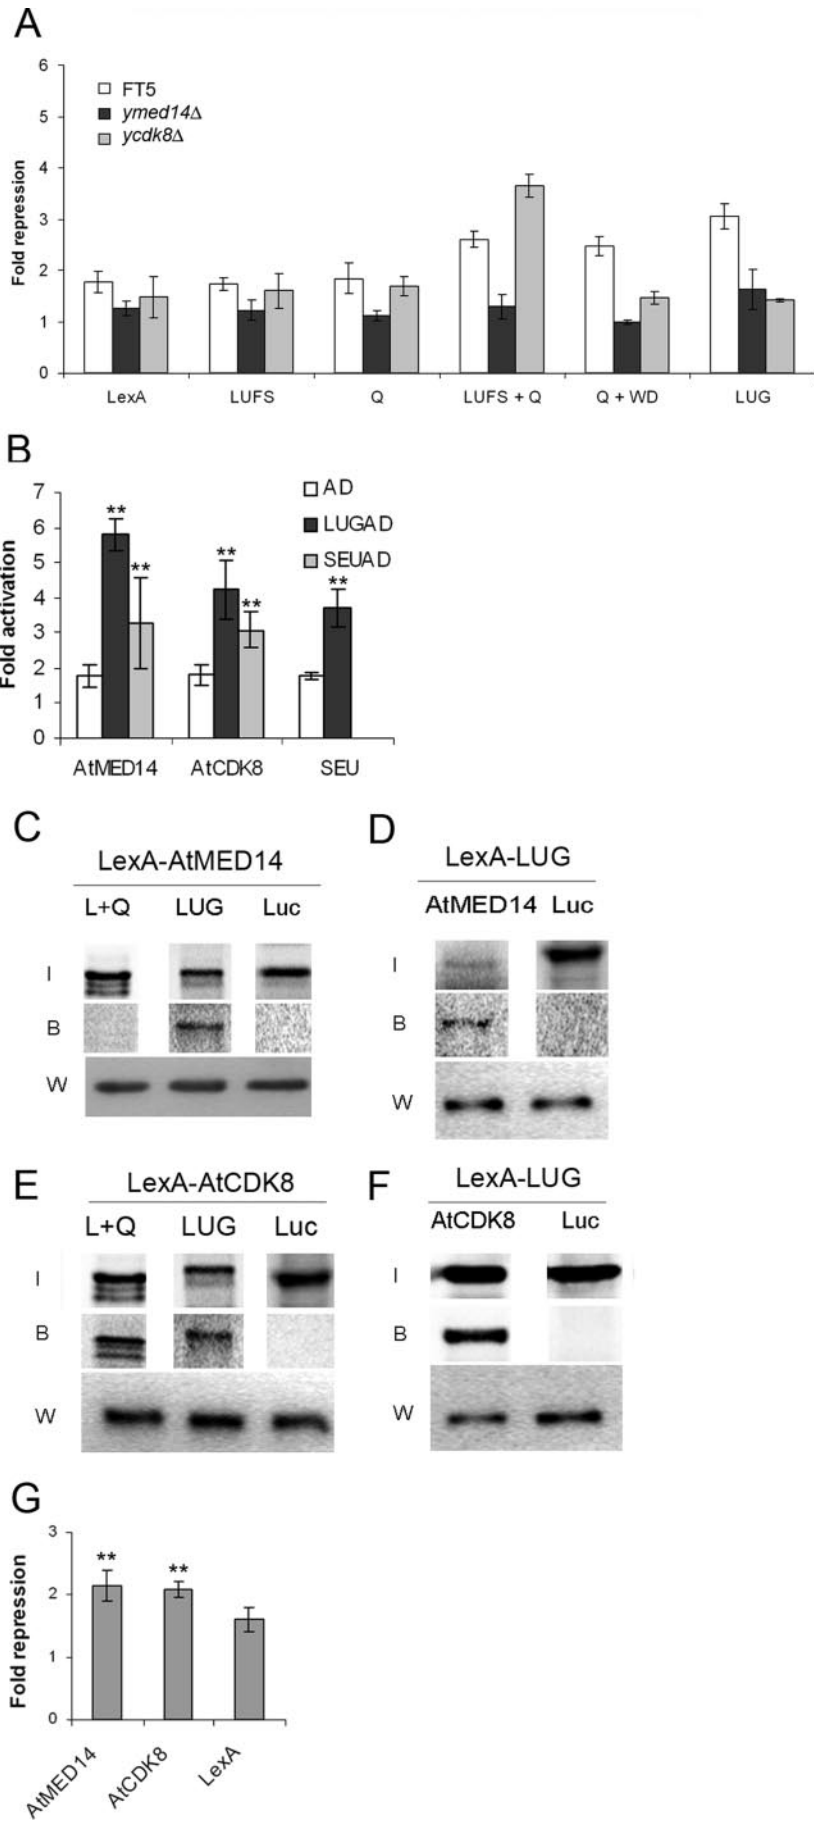 A
6
5
4
3
2
1
0
Fold repression
FT5
ymed14Δ
ycdk8Δ
LexA LUFS Q LUFS + Q Q + WD LUG
B
7
6
5
4
3
2
1
0
Fold activation
AD
LUGAD
SEUAD
** ** ** ** **
AtMED14 AtCDK8 SEU
C
LexA-AtMED14
L+Q LUG Luc
I
B
W
D
LexA-LUG
AtMED14 Luc
I
B
W
E
LexA-AtCDK8
L+Q LUG Luc
I
B
W
F
LexA-LUG
AtCDK8 Luc
I
B
W
G
3
2
1
0
Fold repression
** **
AtMED14 AtCDK8 LexA